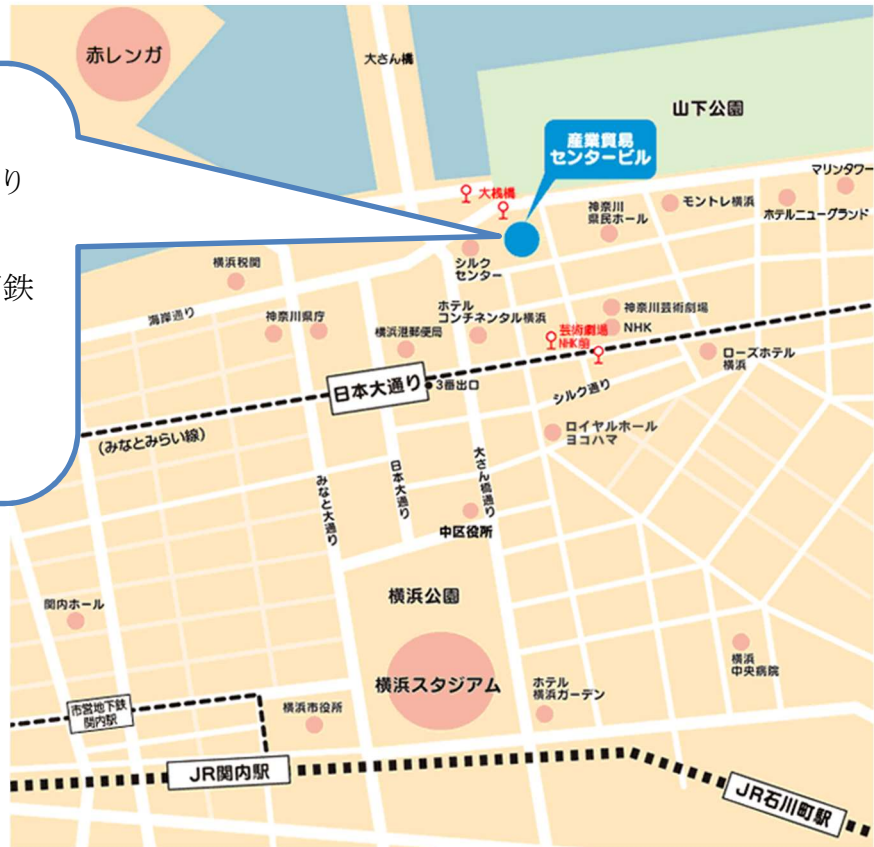 赤レンガ
大さん橋
山下公園
産業貿易
センタービル
り
鉄
大桟橋
マリンタワー
モントレ横浜
神奈川
県民ホール
ホテルニューグランド
シルク
センター
横浜税関
海岸通り
神奈川県庁
横浜港郵便局
ホテル
コンチネンタル横浜
神奈川芸術劇場
NHK
芸術劇場
NHK前
ローズホテル
横浜
日本大通り
3番出口
シルク通り
(みなとみらい線)
ロイヤルホール
ヨコハマ
みなと大通り
日本大通り
大さん橋通り
中区役所
関内ホール
横浜公園
横浜スタジアム
横浜
中央病院
ホテル
横浜ガーデン
市営地下鉄
関内駅
横浜市役所
JR関内駅
JR石川町駅